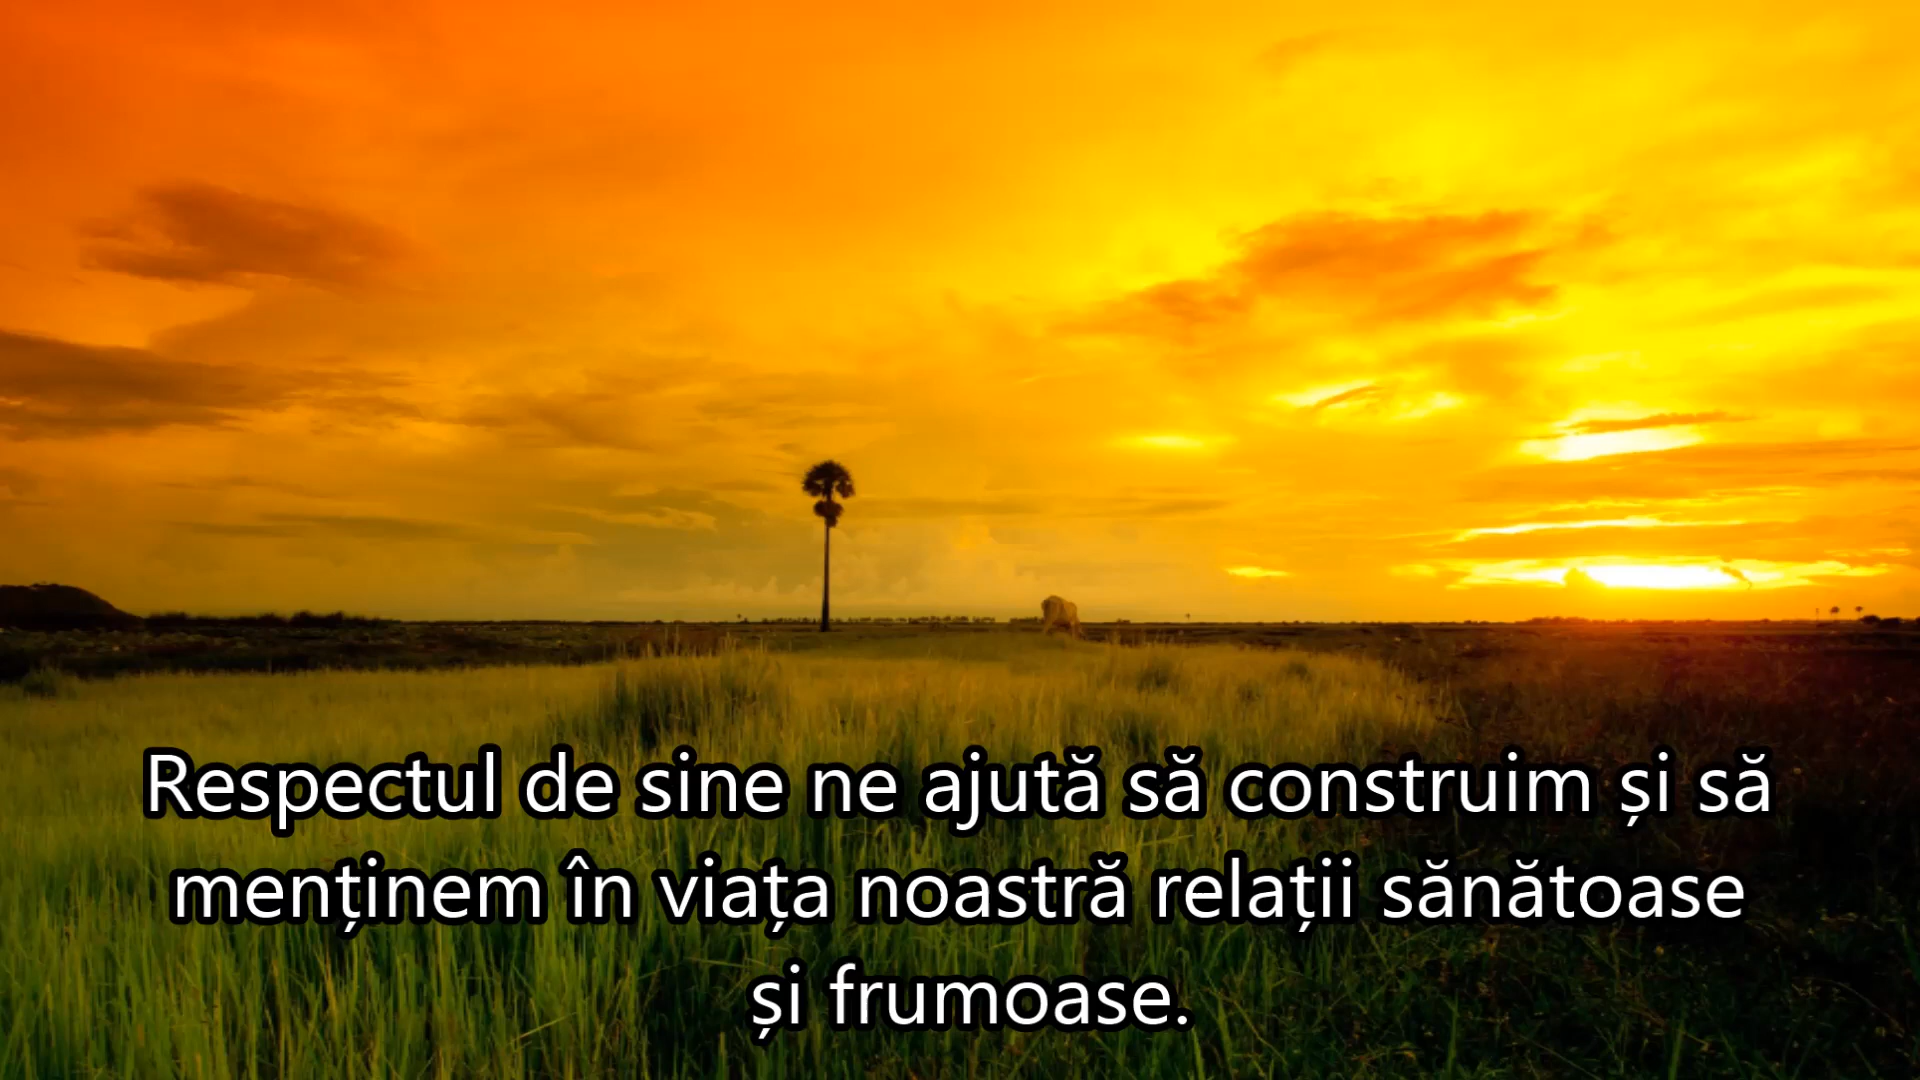 Respectul de sine ne ajută să construim și să
menținem în viața noastră relații sănătoase
și frumoase.